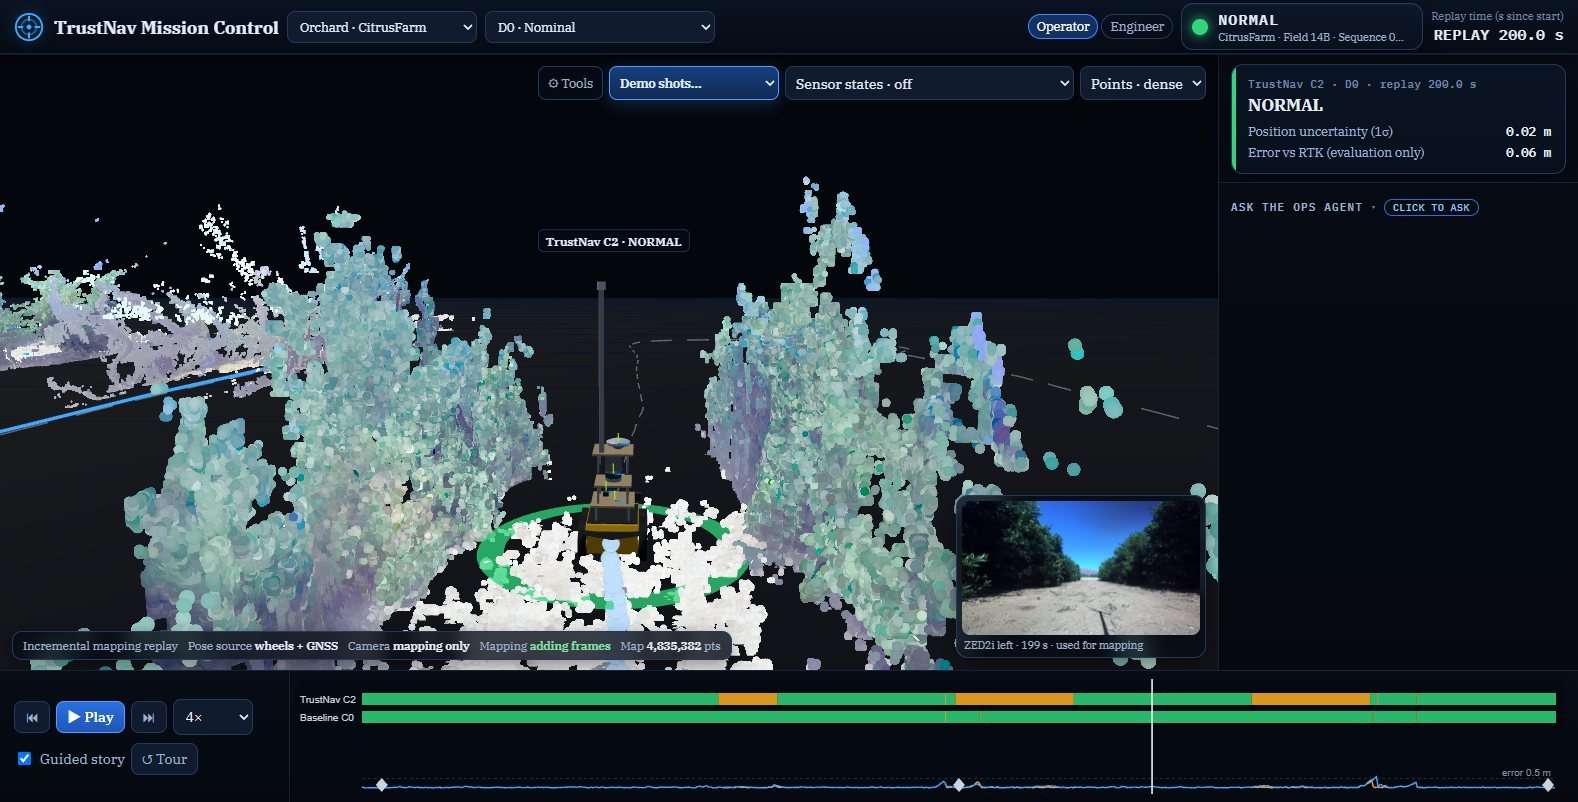 TrustNav Mission Control
Orchard · CitrusFarm
D0 · Nominal
Operator
Engineer
NORMAL
CitrusFarm · Field 14B · Sequence 0...
Replay time (s since start)
REPLAY 200.0 s
⚙ Tools
Demo shots...
Sensor states · off
Points · dense
TrustNav C2 · D0 · replay 200.0 s
NORMAL
Position uncertainty (1σ) 0.02 m
Error vs RTK (evaluation only) 0.06 m
ASK THE OPS AGENT · CLICK TO ASK
TrustNav C2 · NORMAL
Incremental mapping replay Pose source wheels + GNSS Camera mapping only Mapping adding frames Map 4,835,382 pts
ZED2i left · 199 s · used for mapping
▶ Play
4×
Guided story
↺ Tour
TrustNav C2
Baseline C0
error 0.5 m